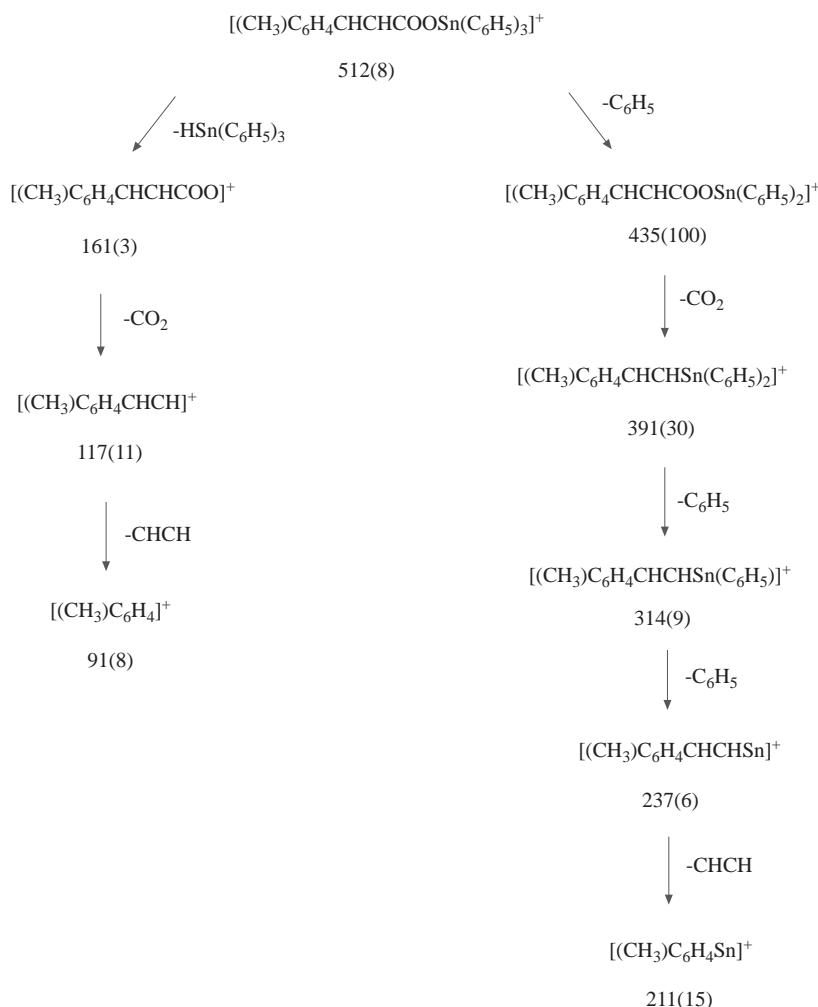 [(CH₃)C₆H₄CHCHCOOSn(C₆H₅)₃]⁺
512(8)
-HSn(C₆H₅)₃
-C₆H₅
[(CH₃)C₆H₄CHCHCOO]⁺
161(3)
[(CH₃)C₆H₄CHCHCOOSn(C₆H₅)₂]⁺
435(100)
-CO₂
-CO₂
[(CH₃)C₆H₄CHCH]⁺
117(11)
[(CH₃)C₆H₄CHCHSn(C₆H₅)₂]⁺
391(30)
-CHCH
-C₆H₅
[(CH₃)C₆H₄]⁺
91(8)
[(CH₃)C₆H₄CHCHSn(C₆H₅)]⁺
314(9)
-C₆H₅
[(CH₃)C₆H₄CHCHSn]⁺
237(6)
-CHCH
[(CH₃)C₆H₄Sn]⁺
211(15)